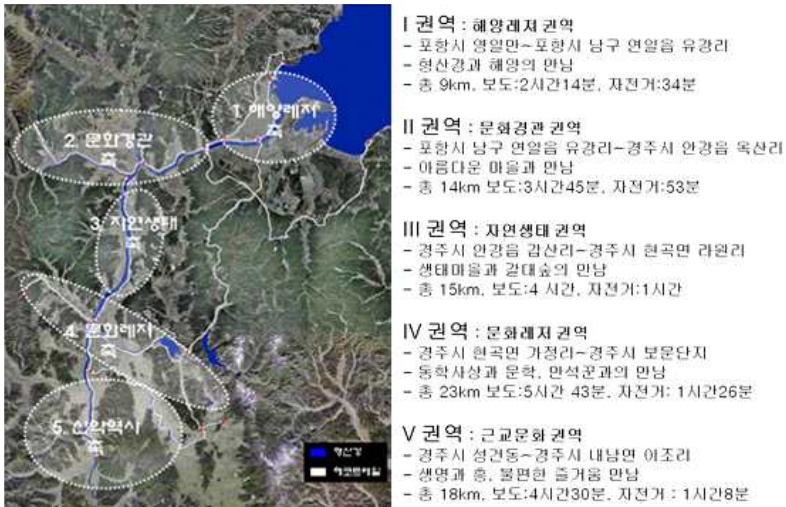 1. 해양레저
축
2. 문화경관
축
3. 자연생태
축
4. 문화레저
축
5. 산악역사
축
형산강
에코트레일
I 권역 : 해양레저 권역
- 포항시 영일만~포항시 남구 연일읍 유강리
- 형산강과 해양의 만남
- 총 9km, 보도:2시간14분, 자전거:34분
II 권역 : 문화경관 권역
- 포항시 남구 연일읍 유강리~경주시 안강읍 옥산리
- 아름다운 마을과 만남
- 총 14km 보도:3시간45분, 자전거:53분
III 권역 : 자연생태 권역
- 경주시 안강읍 갑산리~경주시 현곡면 라원리
- 생태마을과 갈대숲의 만남
- 총 15km, 보도:4 시간, 자전거:1시간
IV 권역 : 문화레저 권역
- 경주시 현곡면 가정리~경주시 보문단지
- 동학사상과 문학, 만석꾼과의 만남
- 총 23km 보도:5시간 43분, 자전거: 1시간26분
V 권역 : 근교문화 권역
- 경주시 성건동~경주시 내남면 이조리
- 생명과 흥, 불편한 즐거움 만남
- 총 18km, 보도:4시간30분, 자전거 : 1시간8분